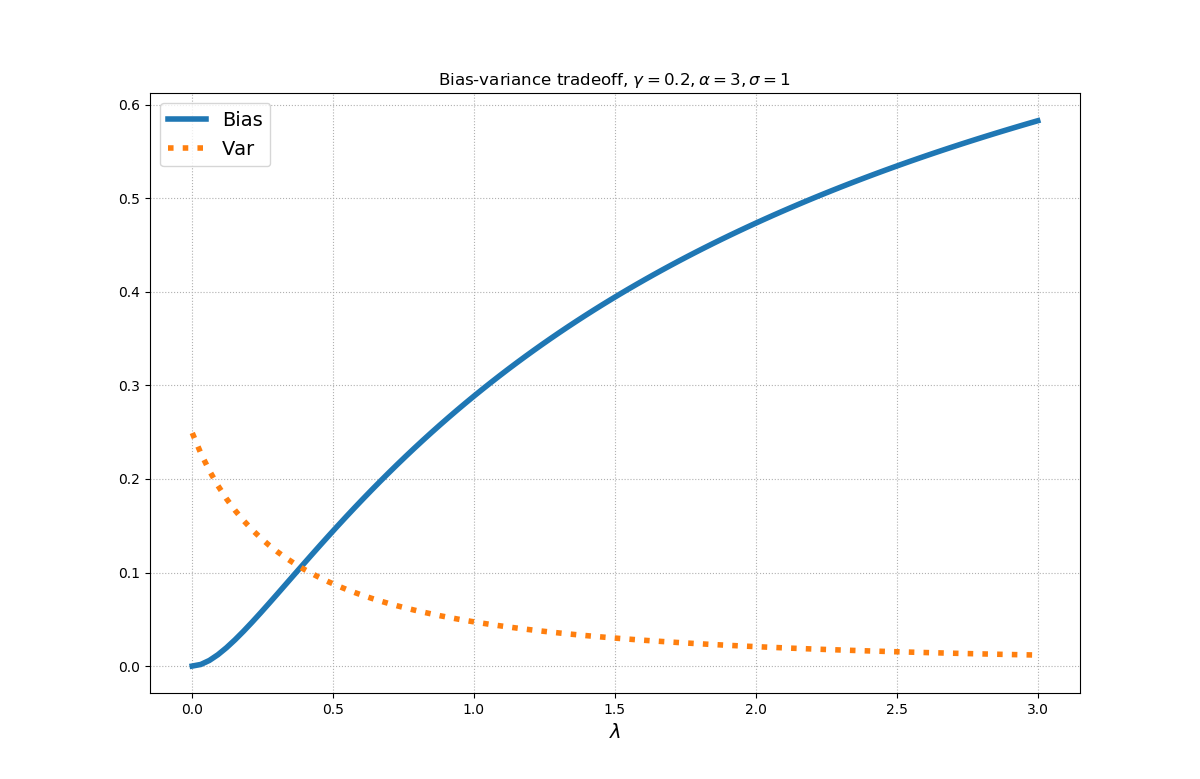 Bias-variance tradeoff, γ = 0.2, α = 3, σ = 1
Bias
Var
0.6
0.5
0.4
0.3
0.2
0.1
0.0
0.0 0.5 1.0 1.5 2.0 2.5 3.0
λ